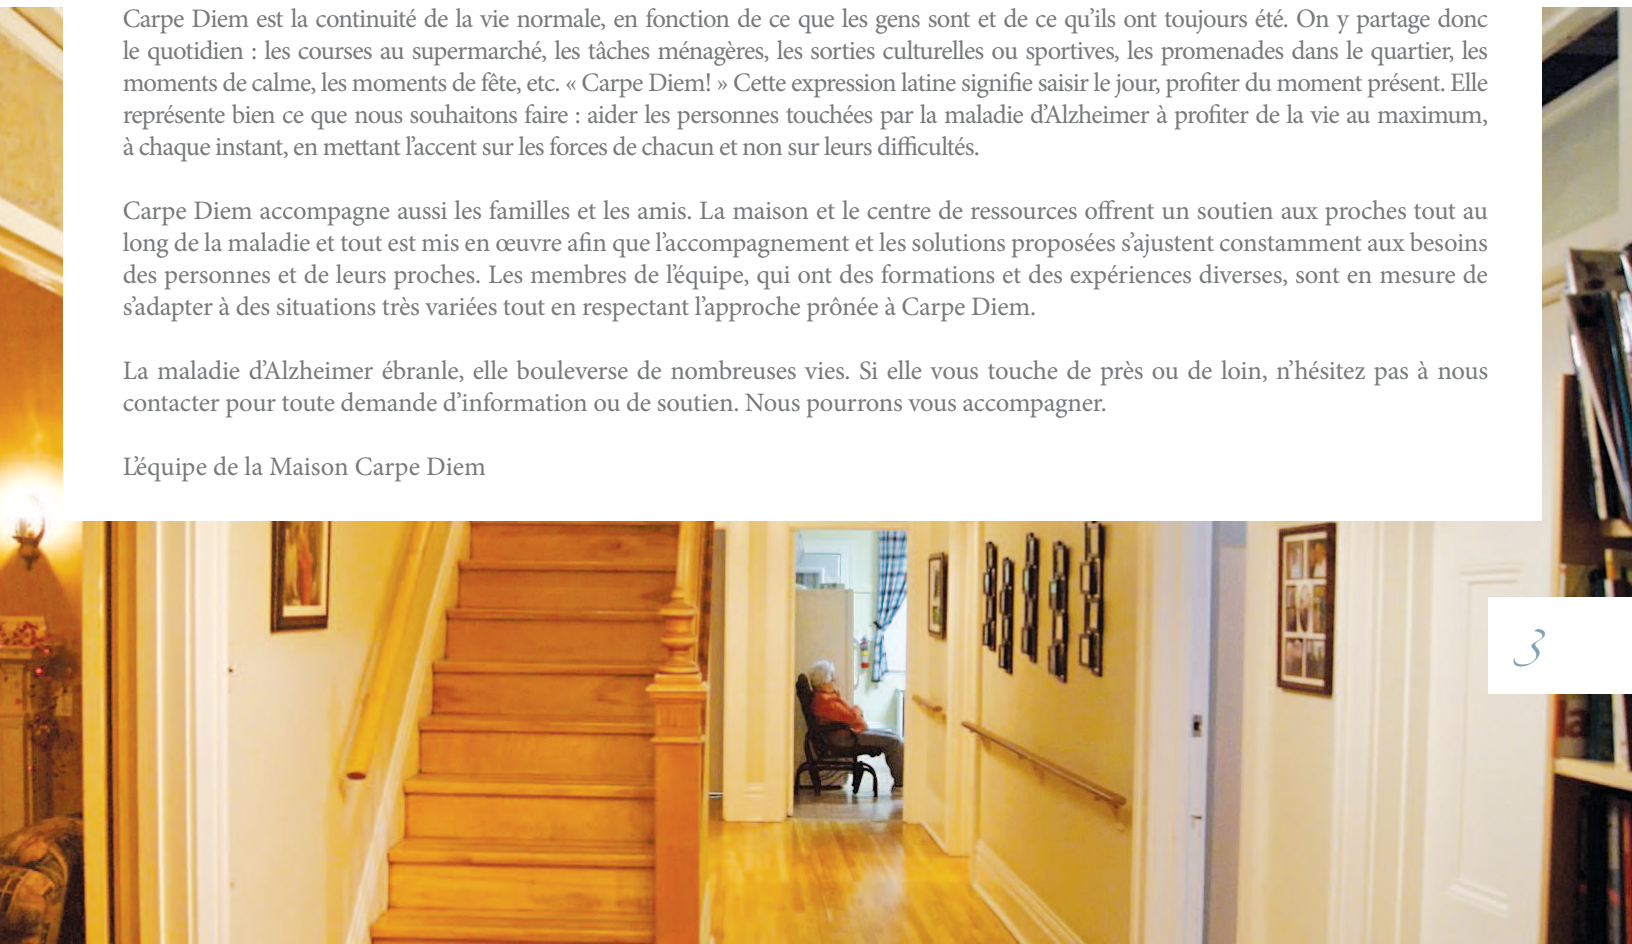 Carpe Diem est la continuité de la vie normale, en fonction de ce que les gens sont et de ce qu’ils ont toujours été. On y partage donc
le quotidien : les courses au supermarché, les tâches ménagères, les sorties culturelles ou sportives, les promenades dans le quartier, les
moments de calme, les moments de fête, etc. « Carpe Diem! » Cette expression latine signifie saisir le jour, profiter du moment présent. Elle
représente bien ce que nous souhaitons faire : aider les personnes touchées par la maladie d’Alzheimer à profiter de la vie au maximum,
à chaque instant, en mettant l’accent sur les forces de chacun et non sur leurs difficultés.
Carpe Diem accompagne aussi les familles et les amis. La maison et le centre de ressources offrent un soutien aux proches tout au
long de la maladie et tout est mis en œuvre afin que l’accompagnement et les solutions proposées s’ajustent constamment aux besoins
des personnes et de leurs proches. Les membres de l’équipe, qui ont des formations et des expériences diverses, sont en mesure de
s’adapter à des situations très variées tout en respectant l’approche prônée à Carpe Diem.
La maladie d’Alzheimer ébranle, elle bouleverse de nombreuses vies. Si elle vous touche de près ou de loin, n’hésitez pas à nous
contacter pour toute demande d’information ou de soutien. Nous pourrons vous accompagner.
L’équipe de la Maison Carpe Diem
3